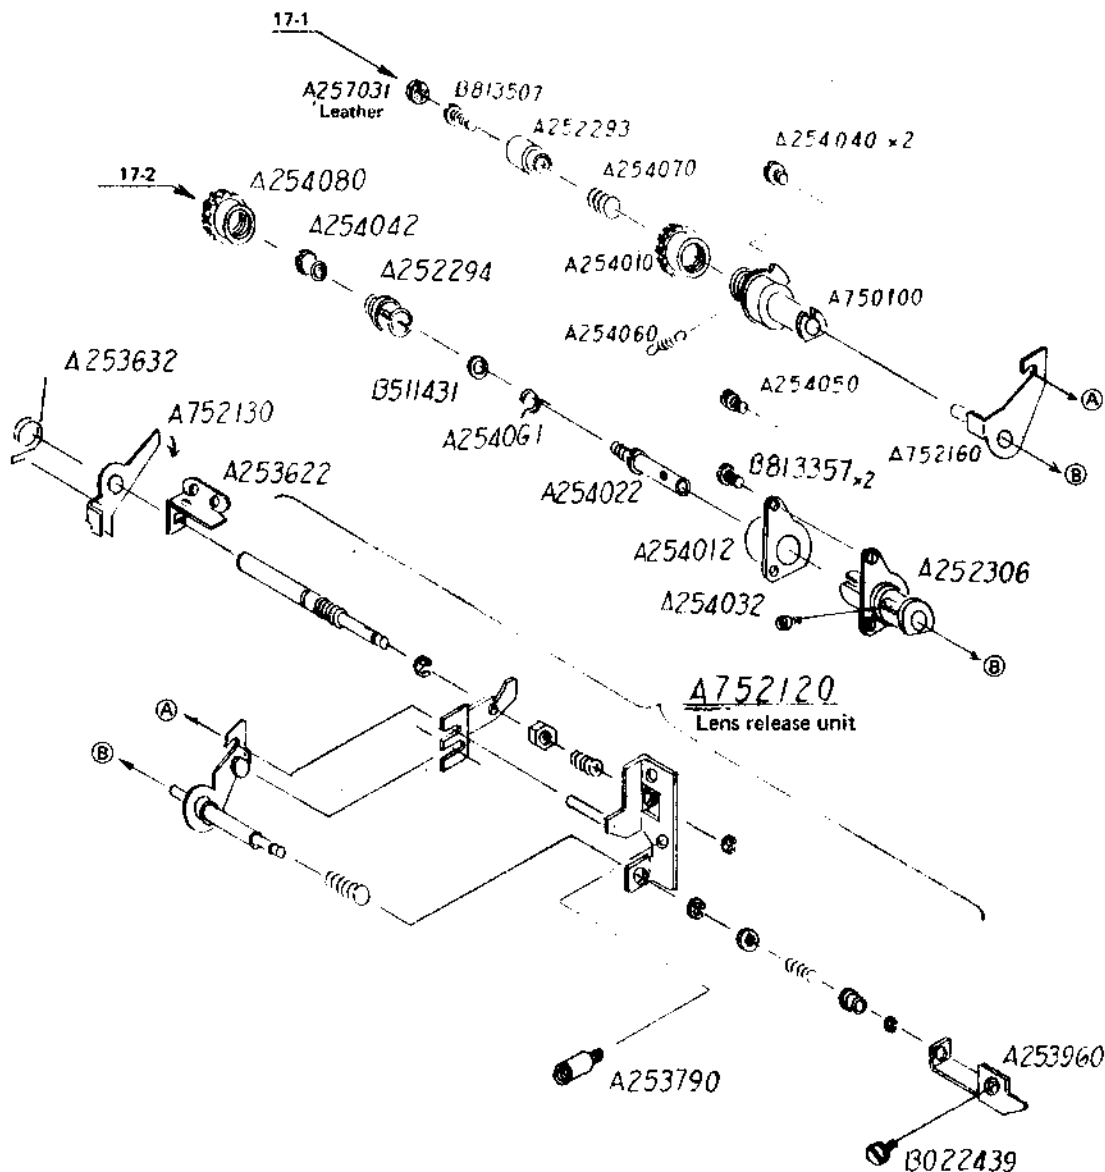 17-1
A257031
Leather
B813507
A252293
A254040 ×2
17-2
A254080
A254070
A254042
A254010
A252294
A750100
A254060
A253632
B511431
A254050
Ⓐ
A752130
A254061
A752160
Ⓑ
A253622
A254022
B813357 ×2
A254012
A252306
A254032
Ⓑ
A752120
Lens release unit
Ⓐ
Ⓑ
A253960
A253790
B022439